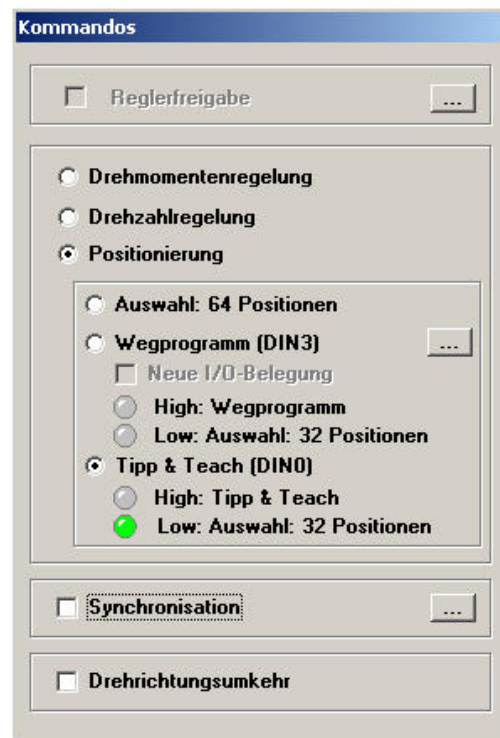 Kommandos
Reglerfreigabe ...
Drehmomentenregelung
Drehzahlregelung
Positionierung
Auswahl: 64 Positionen
Wegprogramm (DIN3) ...
Neue I/O-Belegung
High: Wegprogramm
Low: Auswahl: 32 Positionen
Tipp & Teach (DIN0)
High: Tipp & Teach
Low: Auswahl: 32 Positionen
Synchronisation ...
Drehrichtungsumkehr